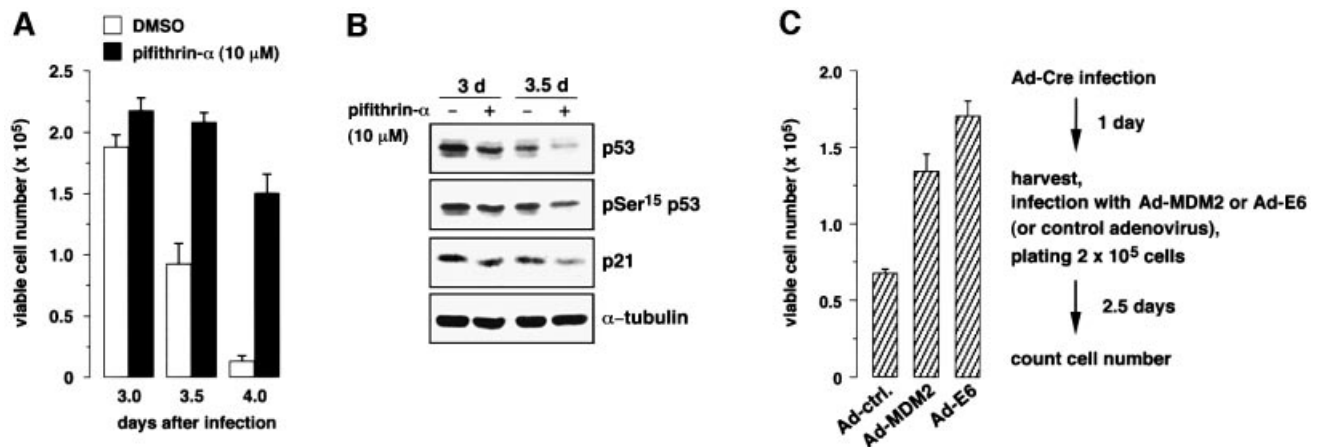 A
DMSO
pifithrin-α (10 µM)
viable cell number (x 10⁵)
2.5
2.0
1.5
1.0
0.5
0
3.0 3.5 4.0
days after infection
B
3 d 3.5 d
pifithrin-α – + – +
(10 µM)
p53
pSer¹⁵ p53
p21
α–tubulin
C
viable cell number (x 10⁵)
2.0
1.5
1.0
0.5
0
Ad-ctrl.
Ad-MDM2
Ad-E6
Ad-Cre infection
1 day
harvest,
infection with Ad-MDM2 or Ad-E6
(or control adenovirus),
plating 2 x 10⁵ cells
2.5 days
count cell number